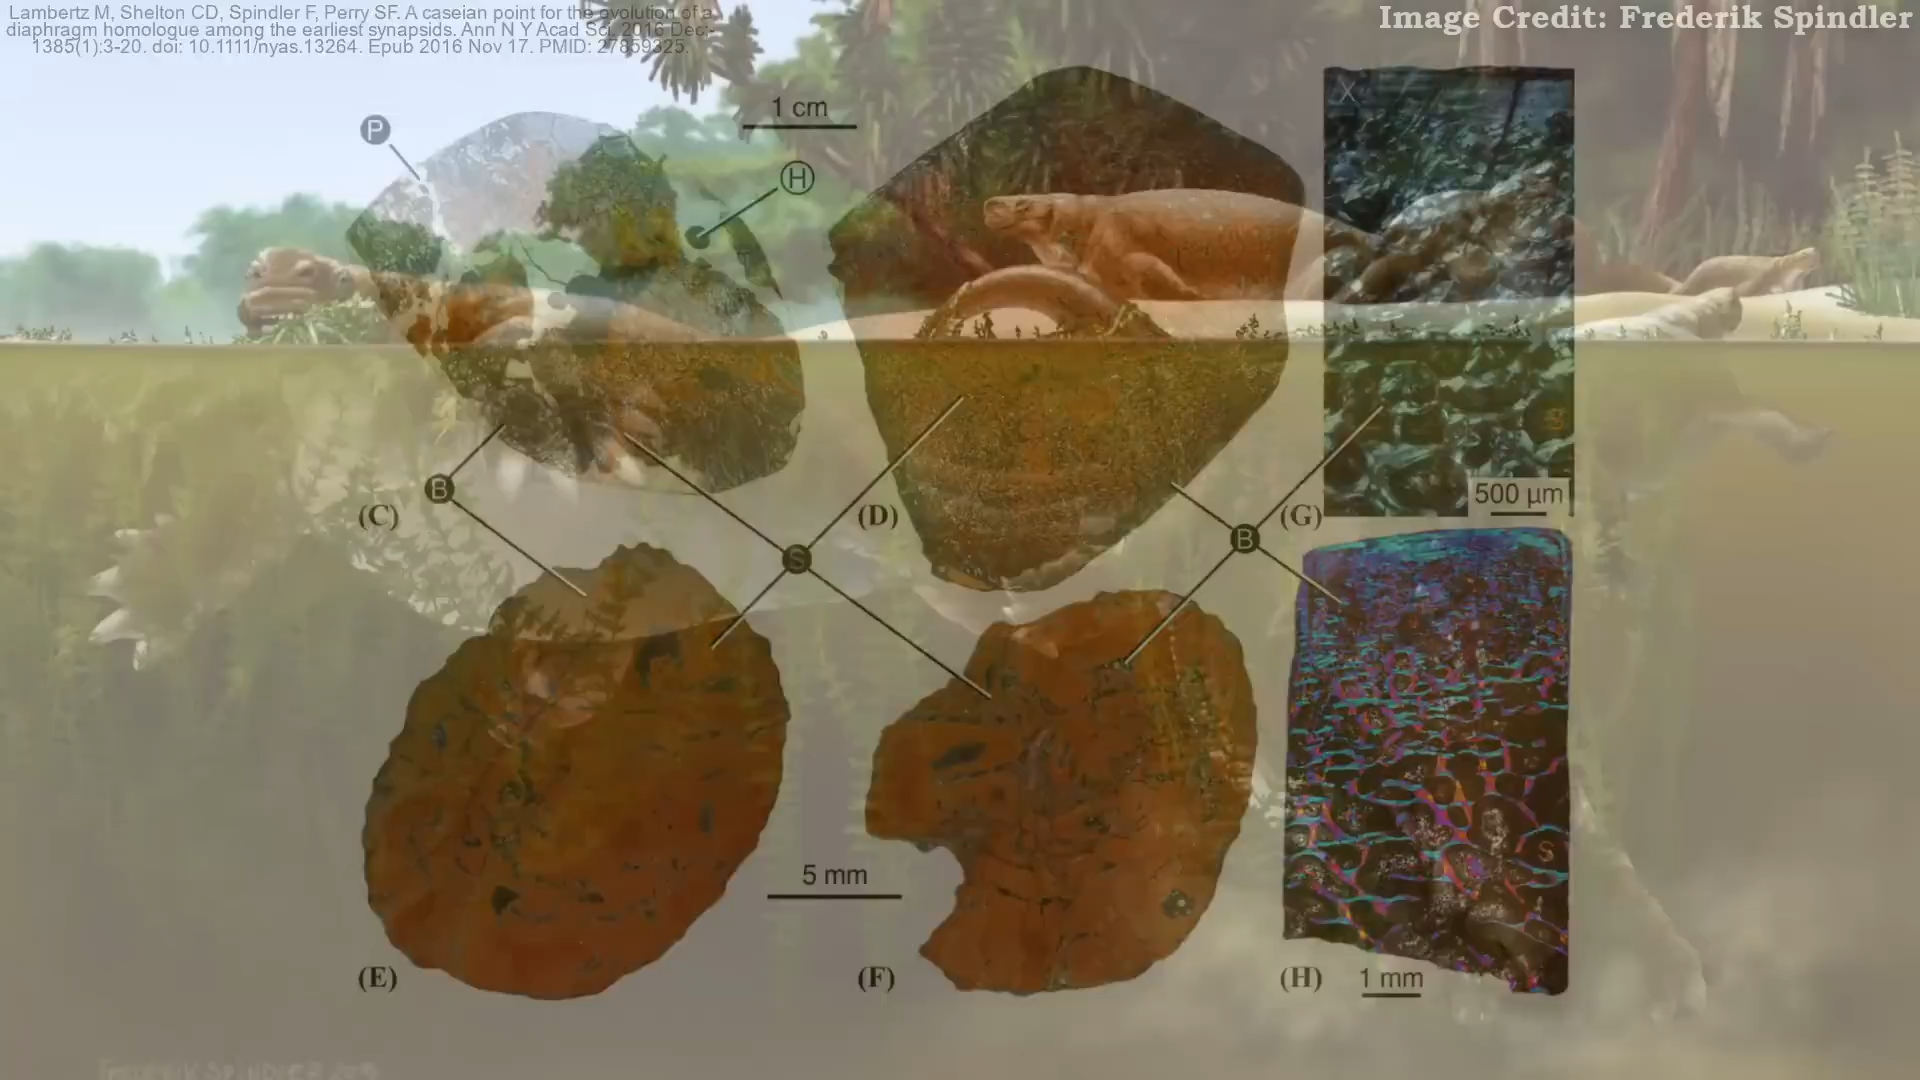 Lambertz M, Shelton CD, Spindler F, Perry SF. A caseian point for the evolution of a
diaphragm homologue among the earliest synapsids. Ann N Y Acad Sci. 2016 Dec;
1385(1):3-20. doi: 10.1111/nyas.13264. Epub 2016 Nov 17. PMID: 27859325.
Image Credit: Frederik Spindler
X
1 cm
P
H
S
500 µm
B
(C)
(D)
(G)
B
S
S
5 mm
(E)
(F)
(H)
1 mm
FREDERIK SPINDLER